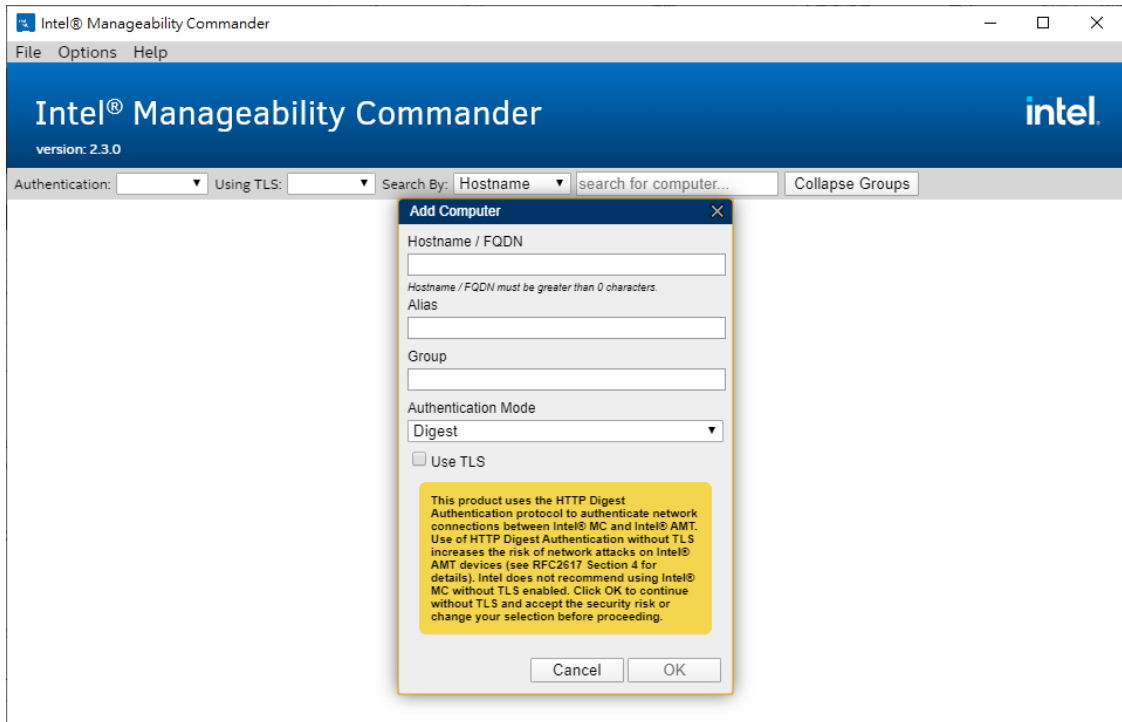 Intel® Manageability Commander
File Options Help
Intel® Manageability Commander
intel.
version: 2.3.0
Authentication: Using TLS: Search By: Hostname search for computer... Collapse Groups
Add Computer
Hostname / FQDN
Hostname / FQDN must be greater than 0 characters.
Alias
Group
Authentication Mode
Digest
Use TLS
This product uses the HTTP Digest
Authentication protocol to authenticate network
connections between Intel® MC and Intel® AMT.
Use of HTTP Digest Authentication without TLS
increases the risk of network attacks on Intel®
AMT devices (see RFC2617 Section 4 for
details). Intel does not recommend using Intel®
MC without TLS enabled. Click OK to continue
without TLS and accept the security risk or
change your selection before proceeding.
Cancel OK